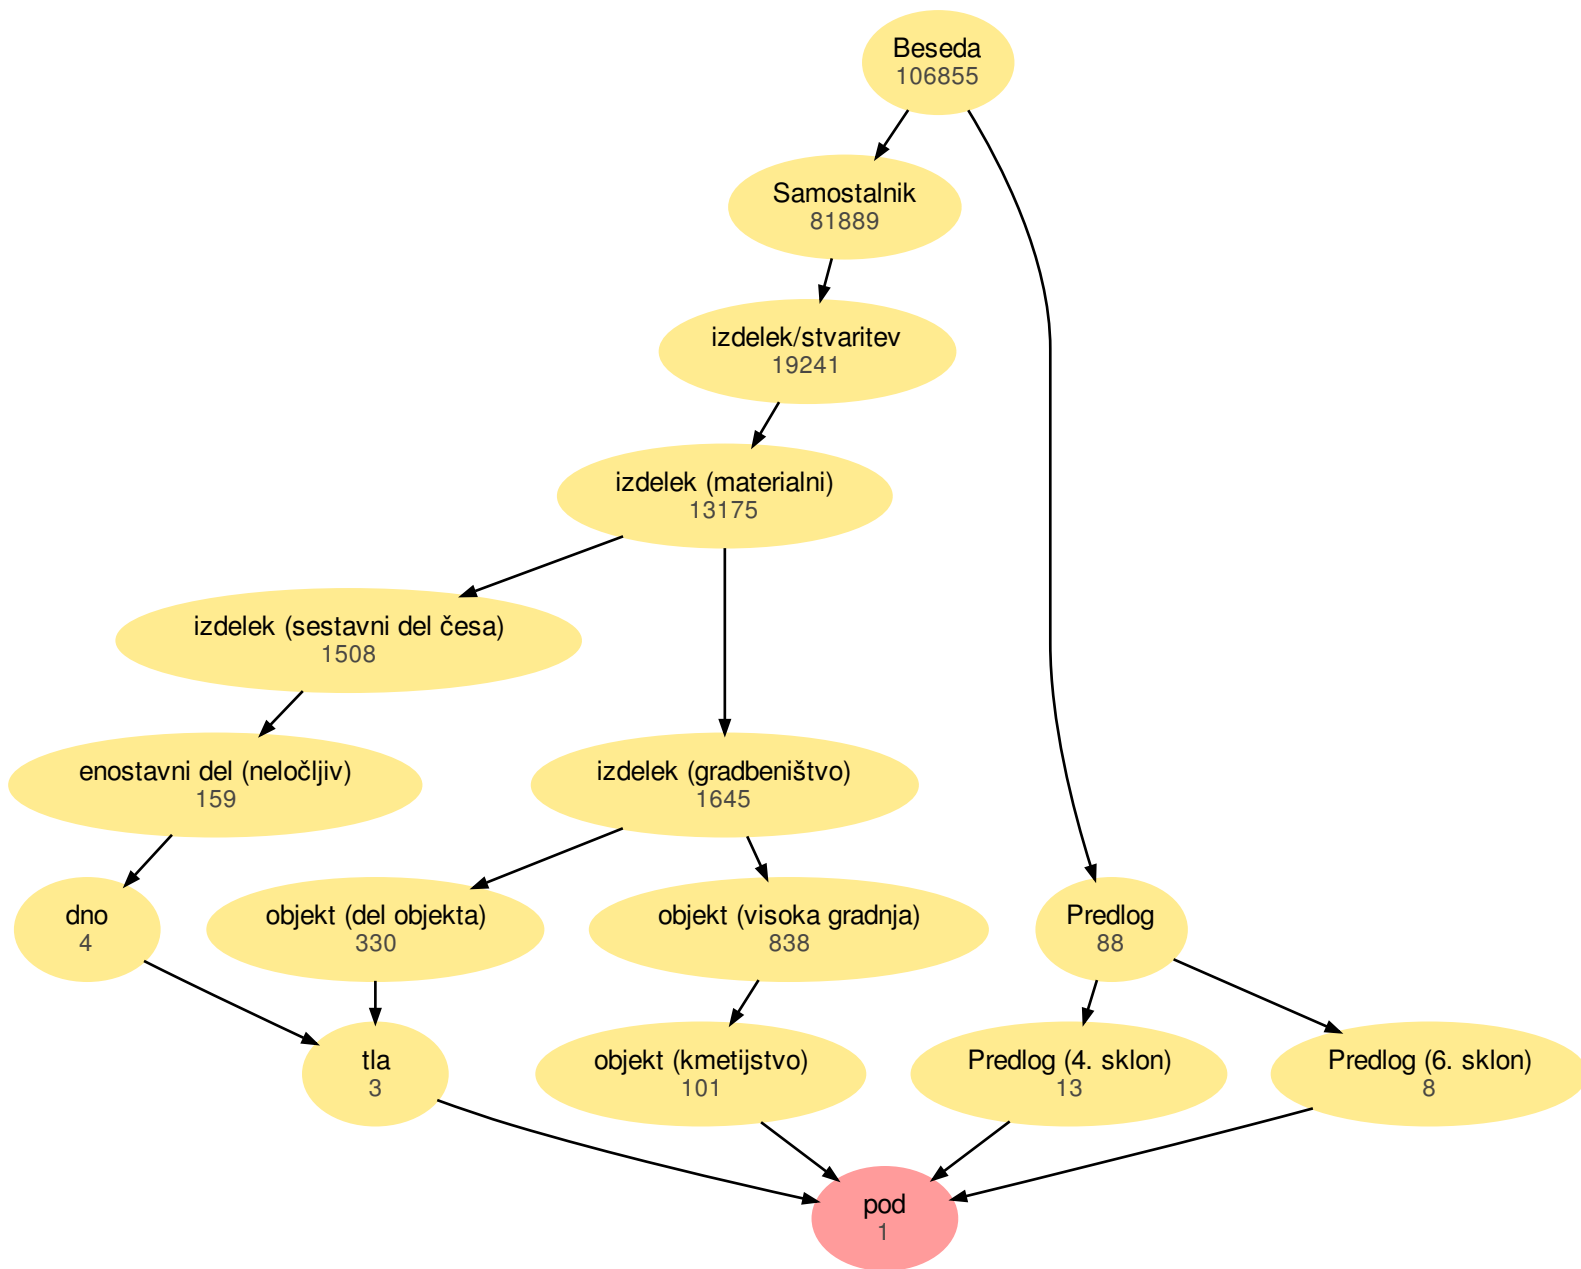 Beseda
106855
Samostalnik
81889
izdelek/stvaritev
19241
izdelek (materialni)
13175
izdelek (sestavni del česa)
1508
enostavni del (neločljiv)
159
izdelek (gradbeništvo)
1645
dno
4
objekt (del objekta)
330
objekt (visoka gradnja)
838
Predlog
88
tla
3
objekt (kmetijstvo)
101
Predlog (4. sklon)
13
Predlog (6. sklon)
8
pod
1